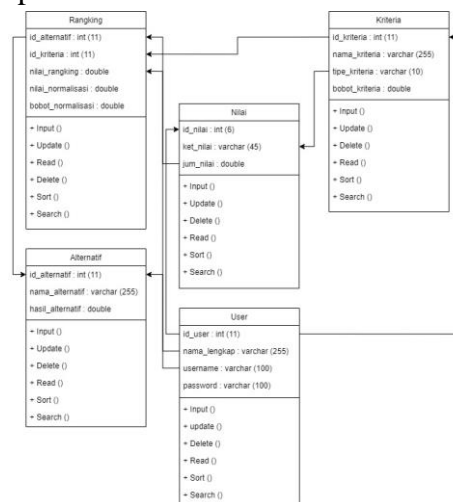 Rangking
id_alternatif : int (11)
id_kriteria : int (11)
nilai_rangking : double
nilai_normalisasi : double
bobot_normalisasi : double
+ Input ()
+ Update ()
+ Read ()
+ Delete ()
+ Sort ()
+ Search ()
Kriteria
id_kriteria : int (11)
nama_kriteria : varchar (255)
tipe_kriteria : varchar (10)
bobot_kriteria : double
+ Input ()
+ Update ()
+ Delete ()
+ Read ()
+ Sort ()
+ Search ()
Nilai
id_nilai : int (6)
ket_nilai : varchar (45)
jum_nilai : double
+ Input ()
+ Update ()
+ Delete ()
+ Read ()
+ Sort ()
+ Search ()
Alternatif
id_alternatif : int (11)
nama_alternatif : varchar (255)
hasil_alternatif : double
+ Input ()
+ Update ()
+ Delete ()
+ Read ()
+ Sort ()
+ Search ()
User
id_user : int (11)
nama_lengkap : varchar (255)
username : varchar (100)
password : varchar (100)
+ Input ()
+ update ()
+ Delete ()
+ Read ()
+ Sort ()
+ Search ()